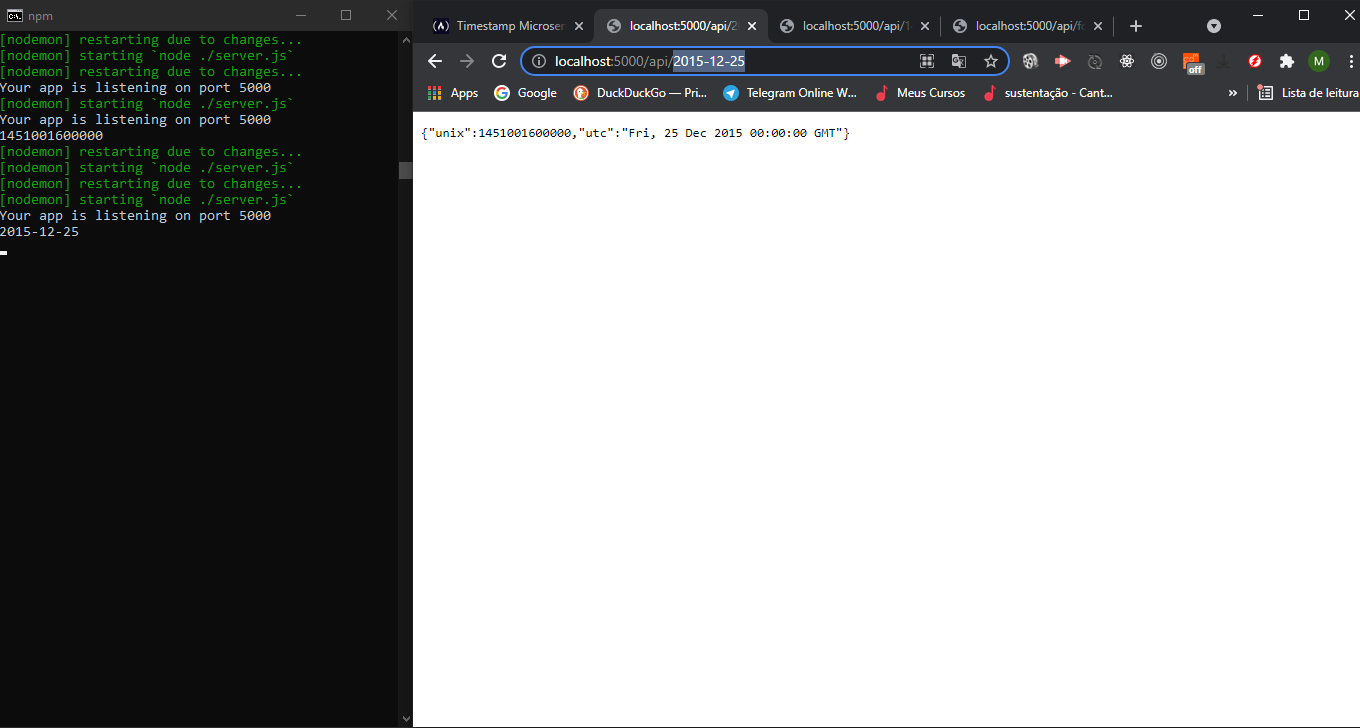 npm
[nodemon] restarting due to changes...
[nodemon] starting `node ./server.js`
[nodemon] restarting due to changes...
Your app is listening on port 5000
[nodemon] starting `node ./server.js`
Your app is listening on port 5000
1451001600000
[nodemon] restarting due to changes...
[nodemon] starting `node ./server.js`
[nodemon] restarting due to changes...
[nodemon] starting `node ./server.js`
Your app is listening on port 5000
2015-12-25
Timestamp Microser localhost:5000/api/2 localhost:5000/api/1 localhost:5000/api/f
localhost:5000/api/2015-12-25 off M
Apps Google DuckDuckGo — Pri... Telegram Online W... Meus Cursos sustentação - Cant... » Lista de leitura
{"unix":1451001600000,"utc":"Fri, 25 Dec 2015 00:00:00 GMT"}